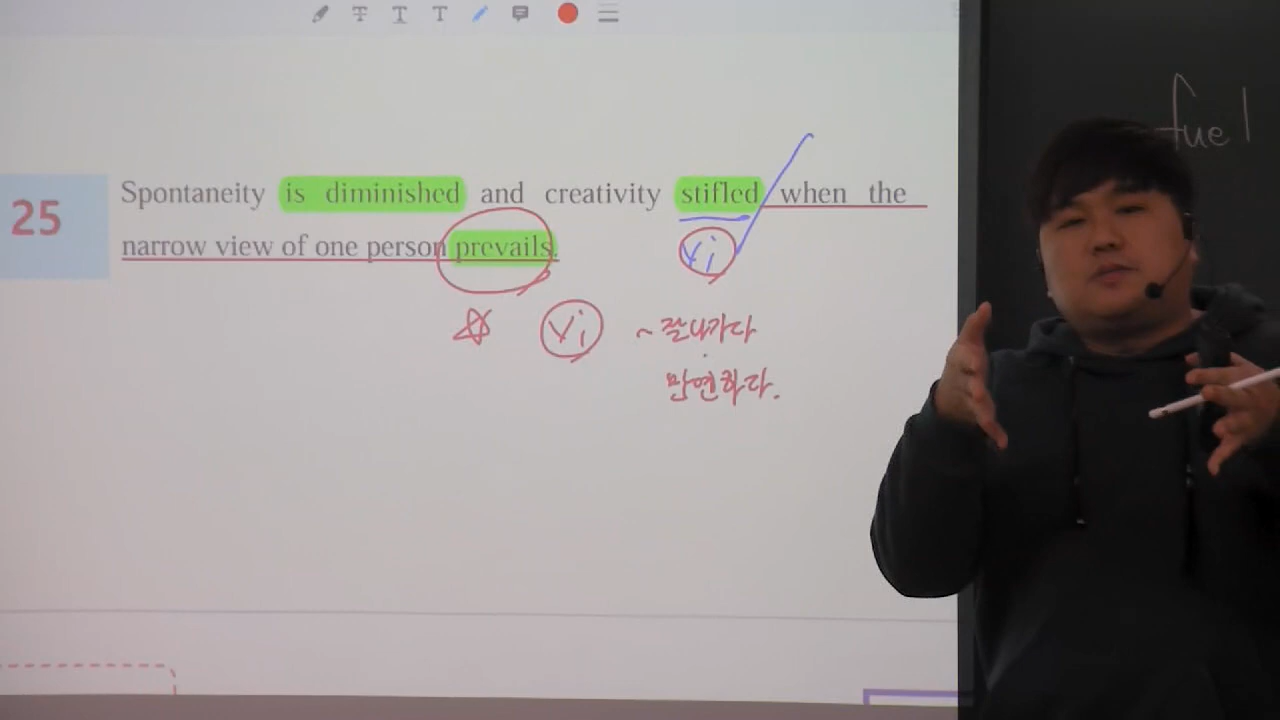 fuel
25
Spontaneity is diminished and creativity stifled when the
narrow view of one person prevails.
vi
vi ~잘나가다
만연하다.